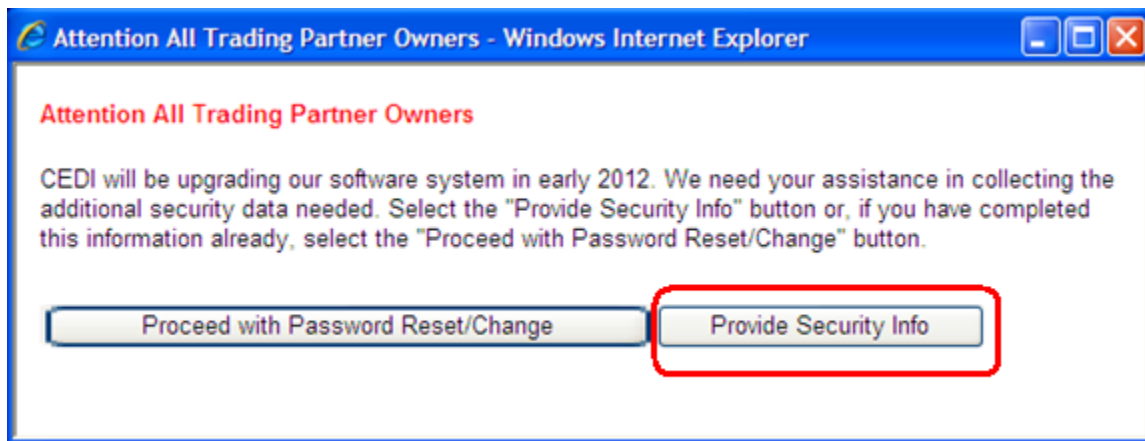 Attention All Trading Partner Owners - Windows Internet Explorer
Attention All Trading Partner Owners
CEDI will be upgrading our software system in early 2012. We need your assistance in collecting the
additional security data needed. Select the "Provide Security Info" button or, if you have completed
this information already, select the "Proceed with Password Reset/Change" button.
Proceed with Password Reset/Change
Provide Security Info